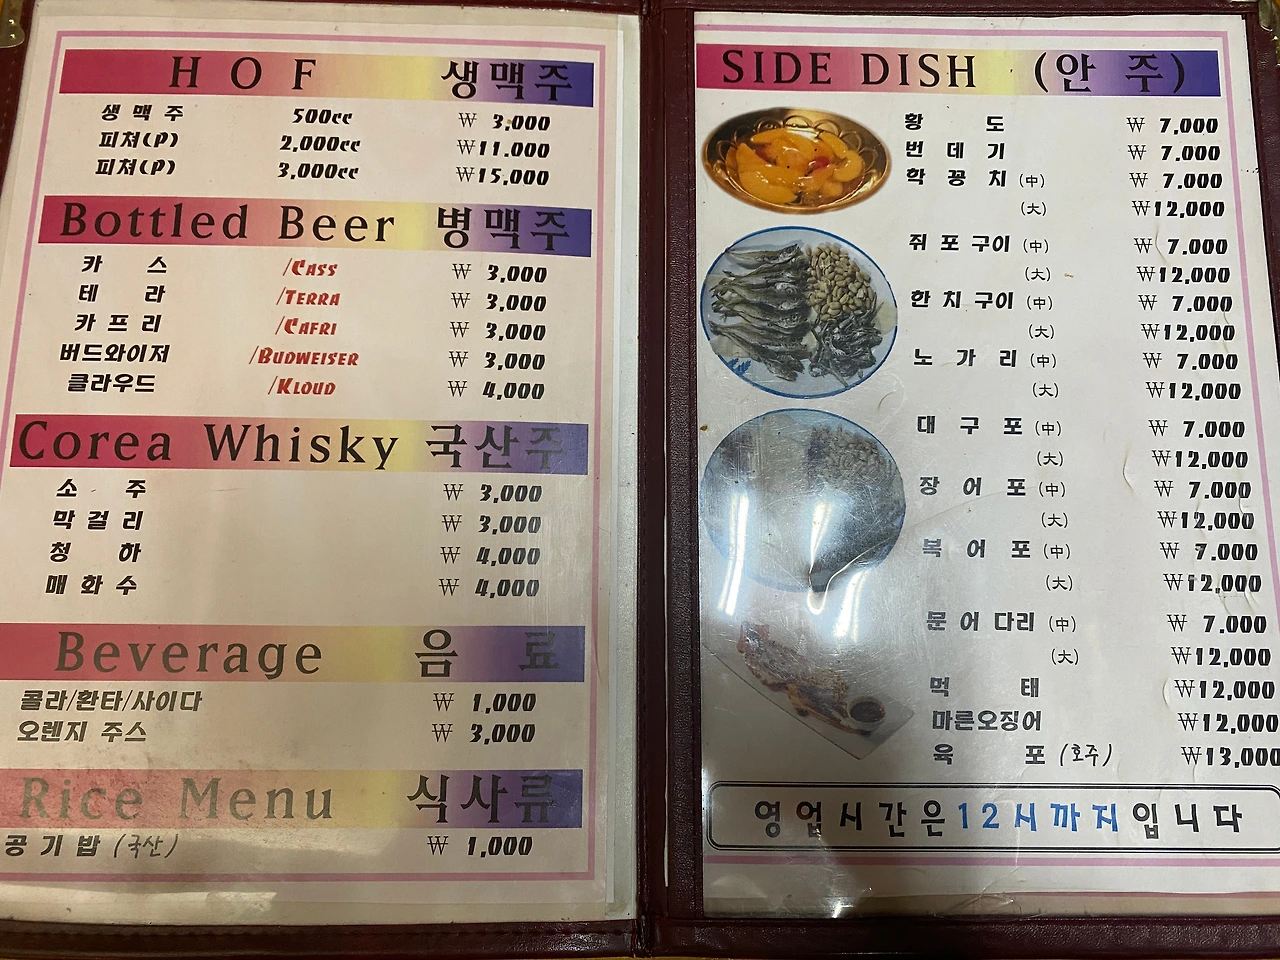 HOF 생맥주
생맥주 500cc ₩ 3,000
피쳐(P) 2,000cc ₩11.000
피쳐(P) 3,000cc ₩15,000
Bottled Beer 병맥주
카스 /CASS ₩ 3,000
테라 /TERRA ₩ 3,000
카프리 /CAFRI ₩ 3,000
버드와이저 /BUDWEISER ₩ 3,000
클라우드 /KLOUD ₩ 4,000
Corea Whisky 국산주
소주 ₩ 3,000
막걸리 ₩ 3,000
청하 ₩ 4,000
매화수 ₩ 4,000
Beverage 음료
콜라/환타/사이다 ₩ 1,000
오렌지 주스 ₩ 3,000
Rice Menu 식사류
공기밥 (국산) ₩ 1,000
SIDE DISH (안주)
황도 ₩ 7,000
번데기 ₩ 7.000
학꽁치 (中) ₩ 7.000
(大) ₩12,000
쥐포구이 (中) ₩ 7.000
(大) ₩12,000
한치구이 (中) ₩ 7.000
(大) ₩12,000
노가리 (中) ₩ 7.000
(大) ₩12,000
대구포 (中) ₩ 7.000
(大) ₩12,000
장어포 (中) ₩ 7.000
(大) ₩12,000
북어포 (中) ₩ 7.000
(大) ₩12,000
문어다리 (中) ₩ 7.000
(大) ₩12,000
먹태 ₩12,000
마른오징어 ₩12,000
육포 (호주) ₩13,000
영업시간은12시까지입니다